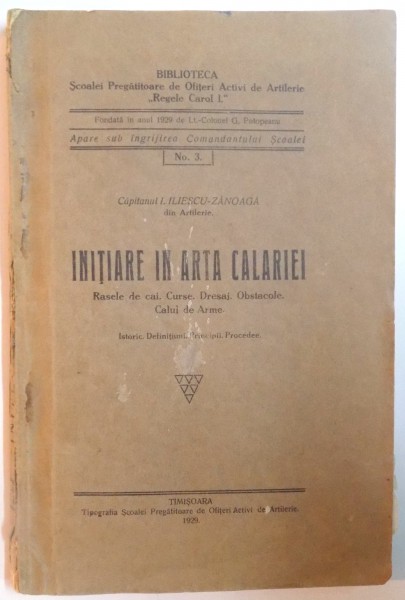 BIBLIOTECA
Școalei Pregătitoare de Ofițeri Activi de Artilerie
„Regele Carol I.”
Fondată în anul 1929 de Lt.-Colonel G. Potopeanu
Apare sub îngrijirea Comandantului Școalei
No. 3.
Căpitanul I. ILIESCU-ZĂNOAGĂ
din Artilerie.
INIȚIARE IN ARTA CALARIEI
Rasele de cai. Curse. Dresaj. Obstacole.
Calul de Arme.
Istoric. Definițiuni. Principii. Procedee.
TIMIȘOARA
Tipografia Școalei Pregătitoare de Ofițeri Activi de Artilerie.
1929.